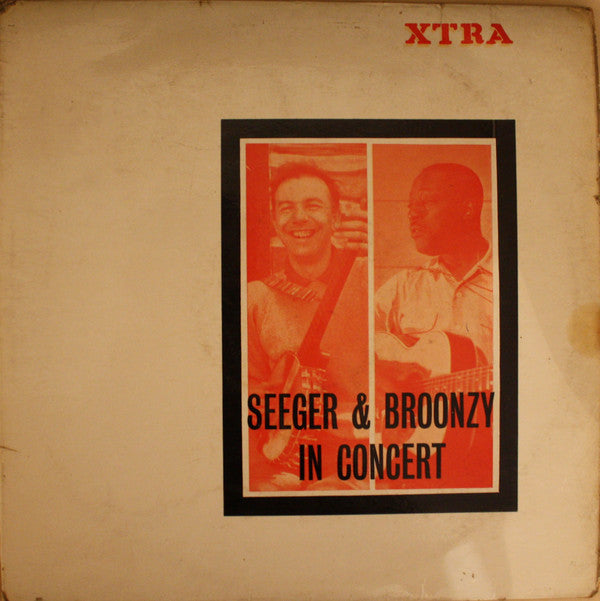 XTRA
SEEGER & BROONZY
IN CONCERT